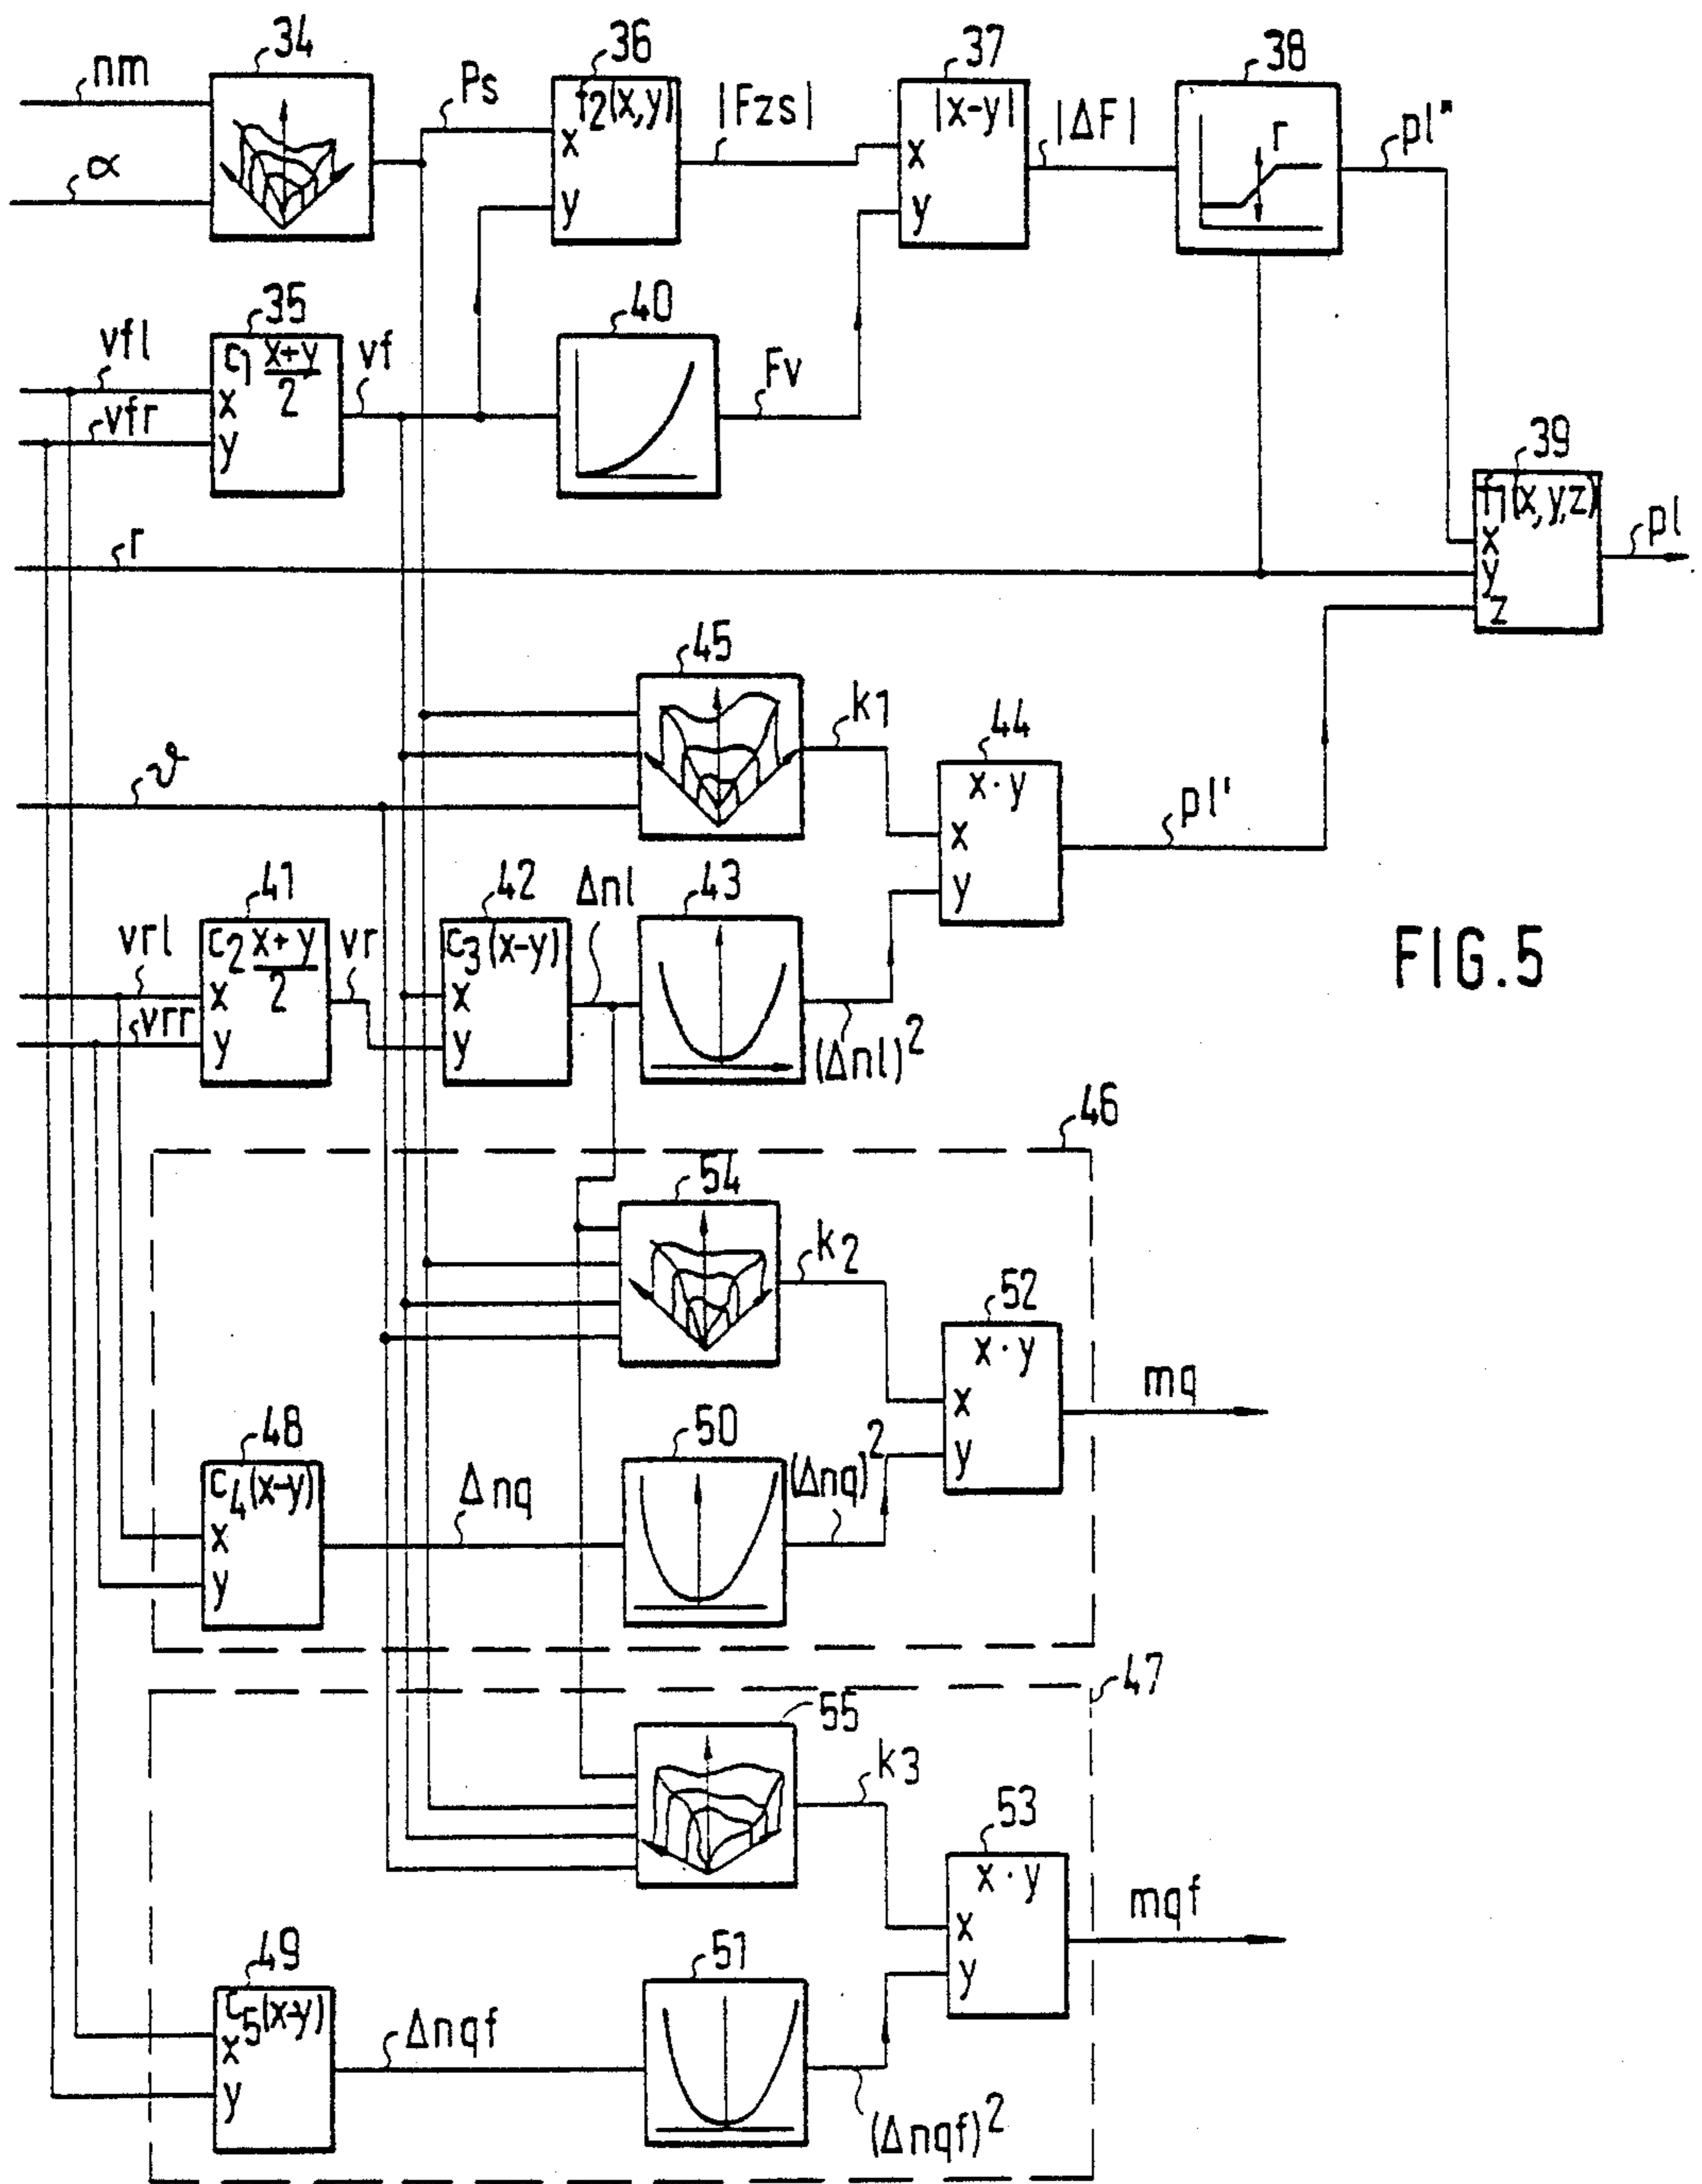 34
nm
α
Ps
36
f2(x,y)
x
y
|Fzs|
37
|x-y|
x
y
|ΔF|
38
r
pl"
35
vfl
vfr
c1 x+y
2
x
y
vf
40
Fv
39
f1(x,y,z)
x
y
z
pl
r
45
k1
ϑ
44
x · y
x
y
pl'
41
vrl
vrr
c2 x+y
2
x
y
vr
42
c3(x-y)
x
y
Δnl
43
(Δnl)2
FIG.5
46
54
k2
52
x · y
x
y
mq
48
c4(x-y)
x
y
Δnq
50
(Δnq)2
47
55
k3
53
x · y
x
y
mqf
49
c5(x-y)
x
y
Δnqf
51
(Δnqf)2